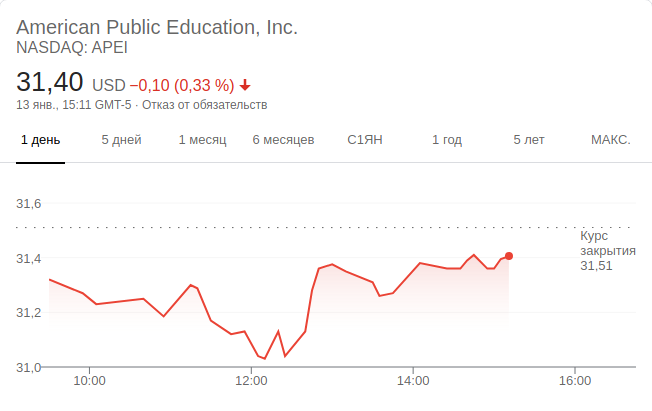 American Public Education, Inc.
NASDAQ: APEI
31,40 USD −0,10 (0,33 %)
13 янв., 15:11 GMT-5 · Отказ от обязательств
1 день 5 дней 1 месяц 6 месяцев С1ЯН 1 год 5 лет МАКС.
31,6
31,4
31,2
31,0
Курс
закрытия
31,51
10:00 12:00 14:00 16:00